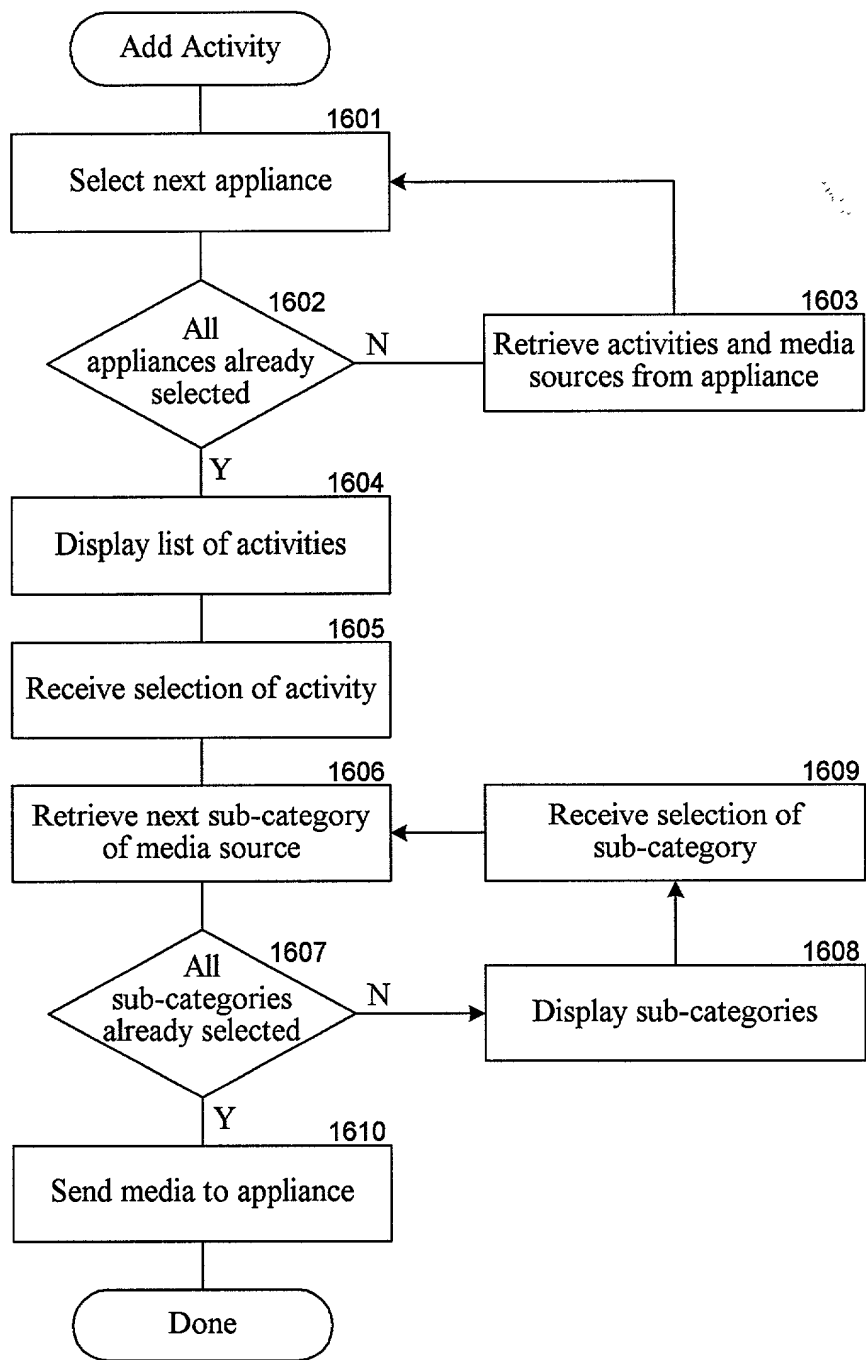 Add Activity
1601
Select next appliance
1602
All
appliances already
selected
N
1603
Retrieve activities and media
sources from appliance
Y
1604
Display list of activities
1605
Receive selection of activity
1606
Retrieve next sub-category
of media source
1609
Receive selection of
sub-category
1607
All
sub-categories
already selected
N
1608
Display sub-categories
Y
1610
Send media to appliance
Done